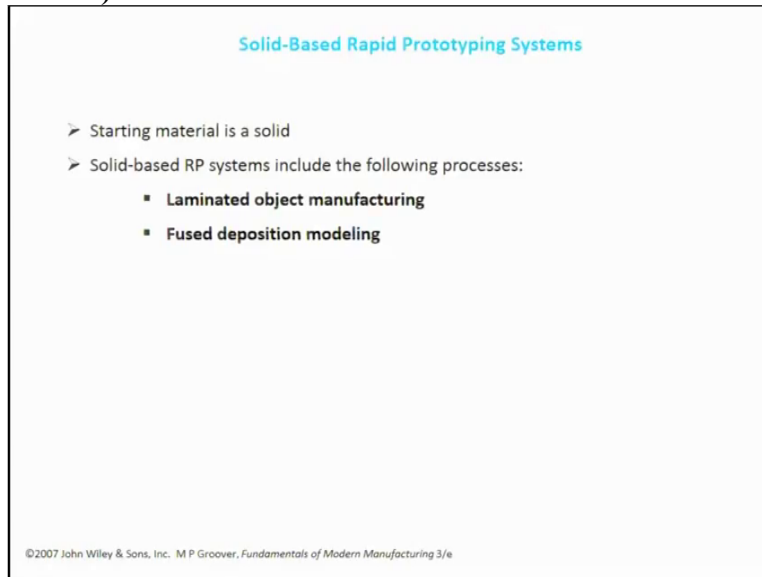 Solid-Based Rapid Prototyping Systems
➢ Starting material is a solid
➢ Solid-based RP systems include the following processes:
▪ Laminated object manufacturing
▪ Fused deposition modeling
©2007 John Wiley & Sons, Inc. M P Groover, Fundamentals of Modern Manufacturing 3/e